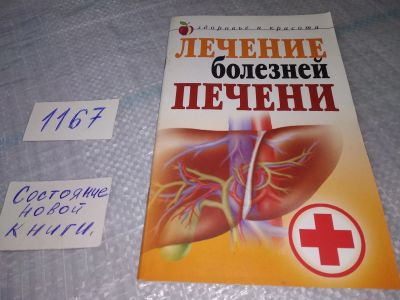 здоровье и красота
ЛЕЧЕНИЕ
болезней
ПЕЧЕНИ
1167
Состояние
новой
книги.